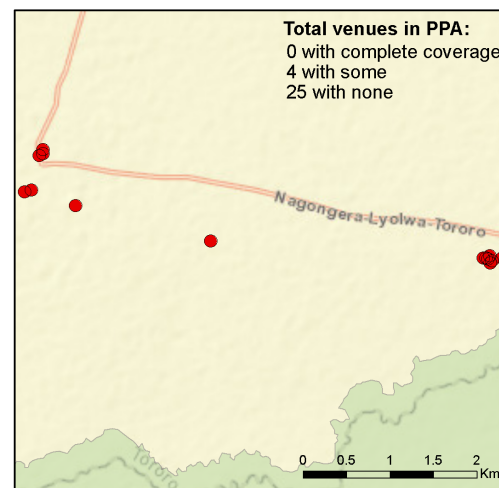 Total venues in PPA:
0 with complete coverage
4 with some
25 with none
Nagongera-Lyolwa-Tororo
Tororo
0 0.5 1 1.5 2
Km